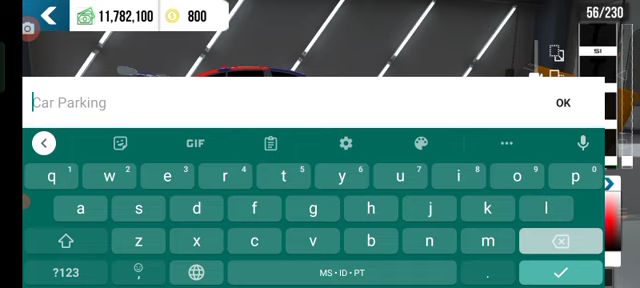 11,782,100 800 56/230
S1
Car Parking OK
GIF
q 1 w 2 e 3 r 4 t 5 y 6 u 7 i 8 o 9 p 0
a s d f g h j k l
z x c v b n m
?123 , MS • ID • PT .